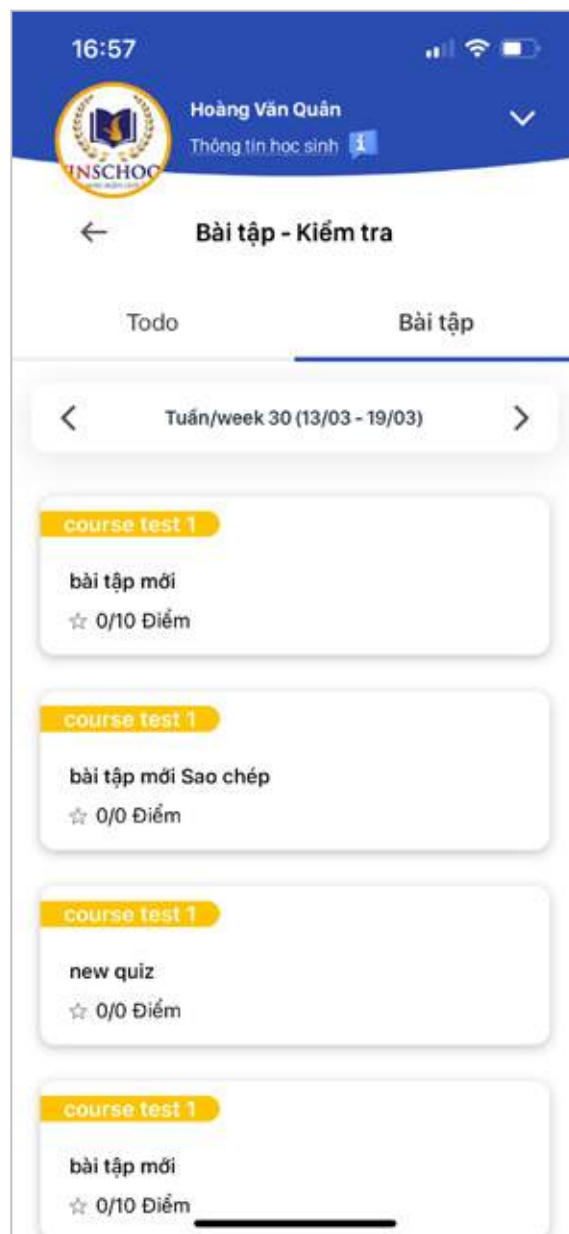 16:57
Hoàng Văn Quân
Thông tin học sinh
INSCHOO
← Bài tập - Kiểm tra
Todo Bài tập
Tuần/week 30 (13/03 - 19/03)
course test 1
bài tập mới
☆ 0/10 Điểm
course test 1
bài tập mới Sao chép
☆ 0/0 Điểm
course test 1
new quiz
☆ 0/0 Điểm
course test 1
bài tập mới
☆ 0/10 Điểm